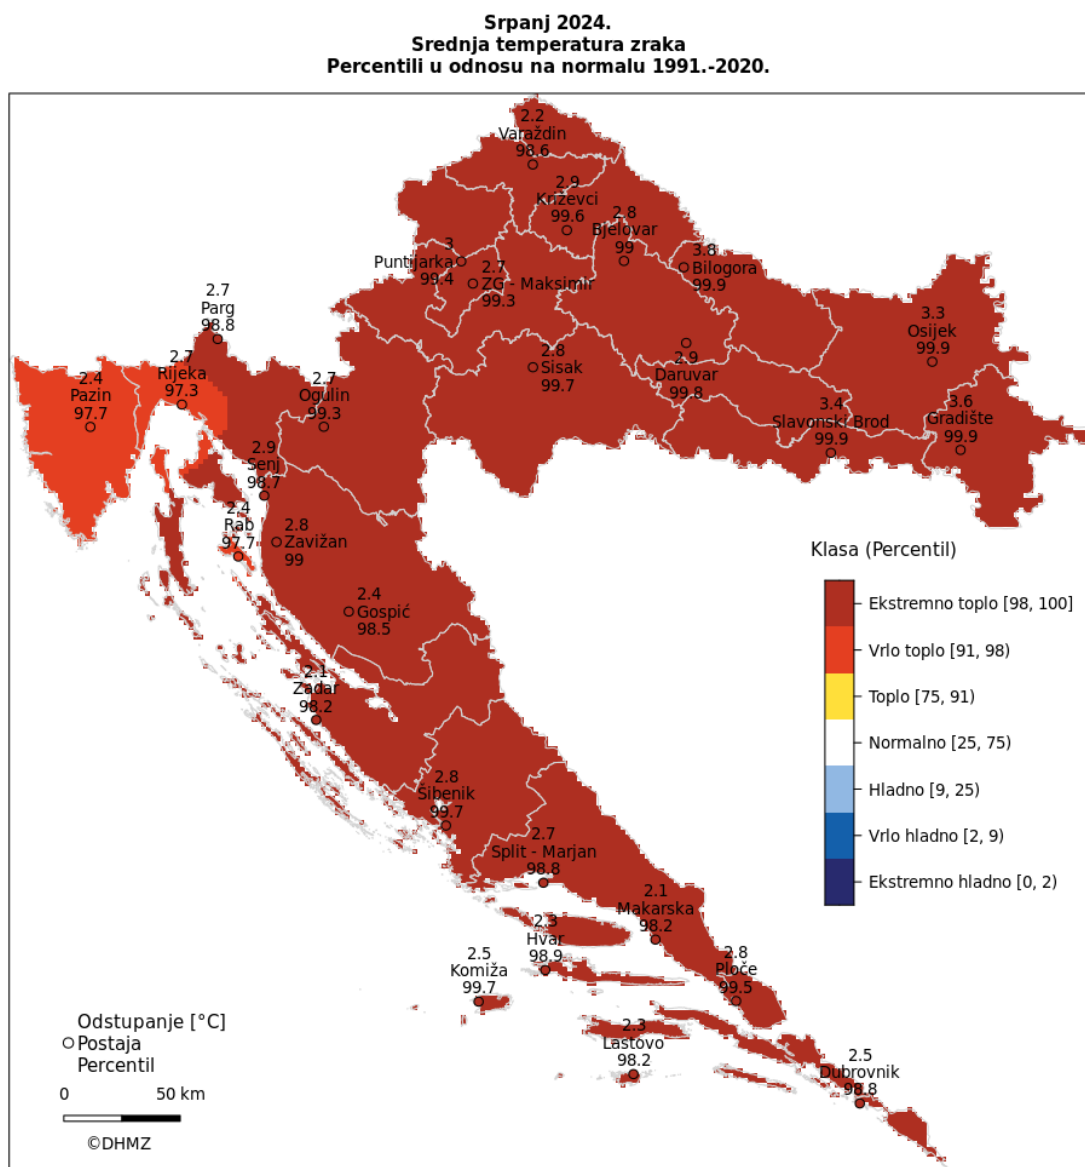 Srpanj 2024.
Srednja temperatura zraka
Percentili u odnosu na normalu 1991.-2020.
2.2
Varaždin
98.6
2.9
Križevci
99.6
2.8
Bjelovar
99
3
Puntijarka
99.4
2.7
ZG - Maksimir
99.3
3.8
Bilogora
99.9
2.7
Parg
98.8
3.3
Osijek
99.9
2.4
Pazin
97.7
2.7
Rijeka
97.3
2.7
Ogulin
99.3
2.8
Sisak
99.7
2.9
Daruvar
99.8
3.4
Slavonski Brod
99.9
3.6
Gradište
99.9
2.9
Senj
98.7
2.4
Rab
97.7
2.8
Zavižan
99
2.4
Gospić
98.5
2.1
Zadar
98.2
2.8
Šibenik
99.7
2.7
Split - Marjan
98.8
2.1
Makarska
98.2
2.3
Hvar
98.9
2.5
Komiža
99.7
2.8
Ploče
99.5
2.3
Lastovo
98.2
2.5
Dubrovnik
98.8
Klasa (Percentil)
Ekstremno toplo [98, 100]
Vrlo toplo [91, 98)
Toplo [75, 91)
Normalno [25, 75)
Hladno [9, 25)
Vrlo hladno [2, 9)
Ekstremno hladno [0, 2)
Odstupanje [°C]
Postaja
Percentil
0 50 km
©DHMZ